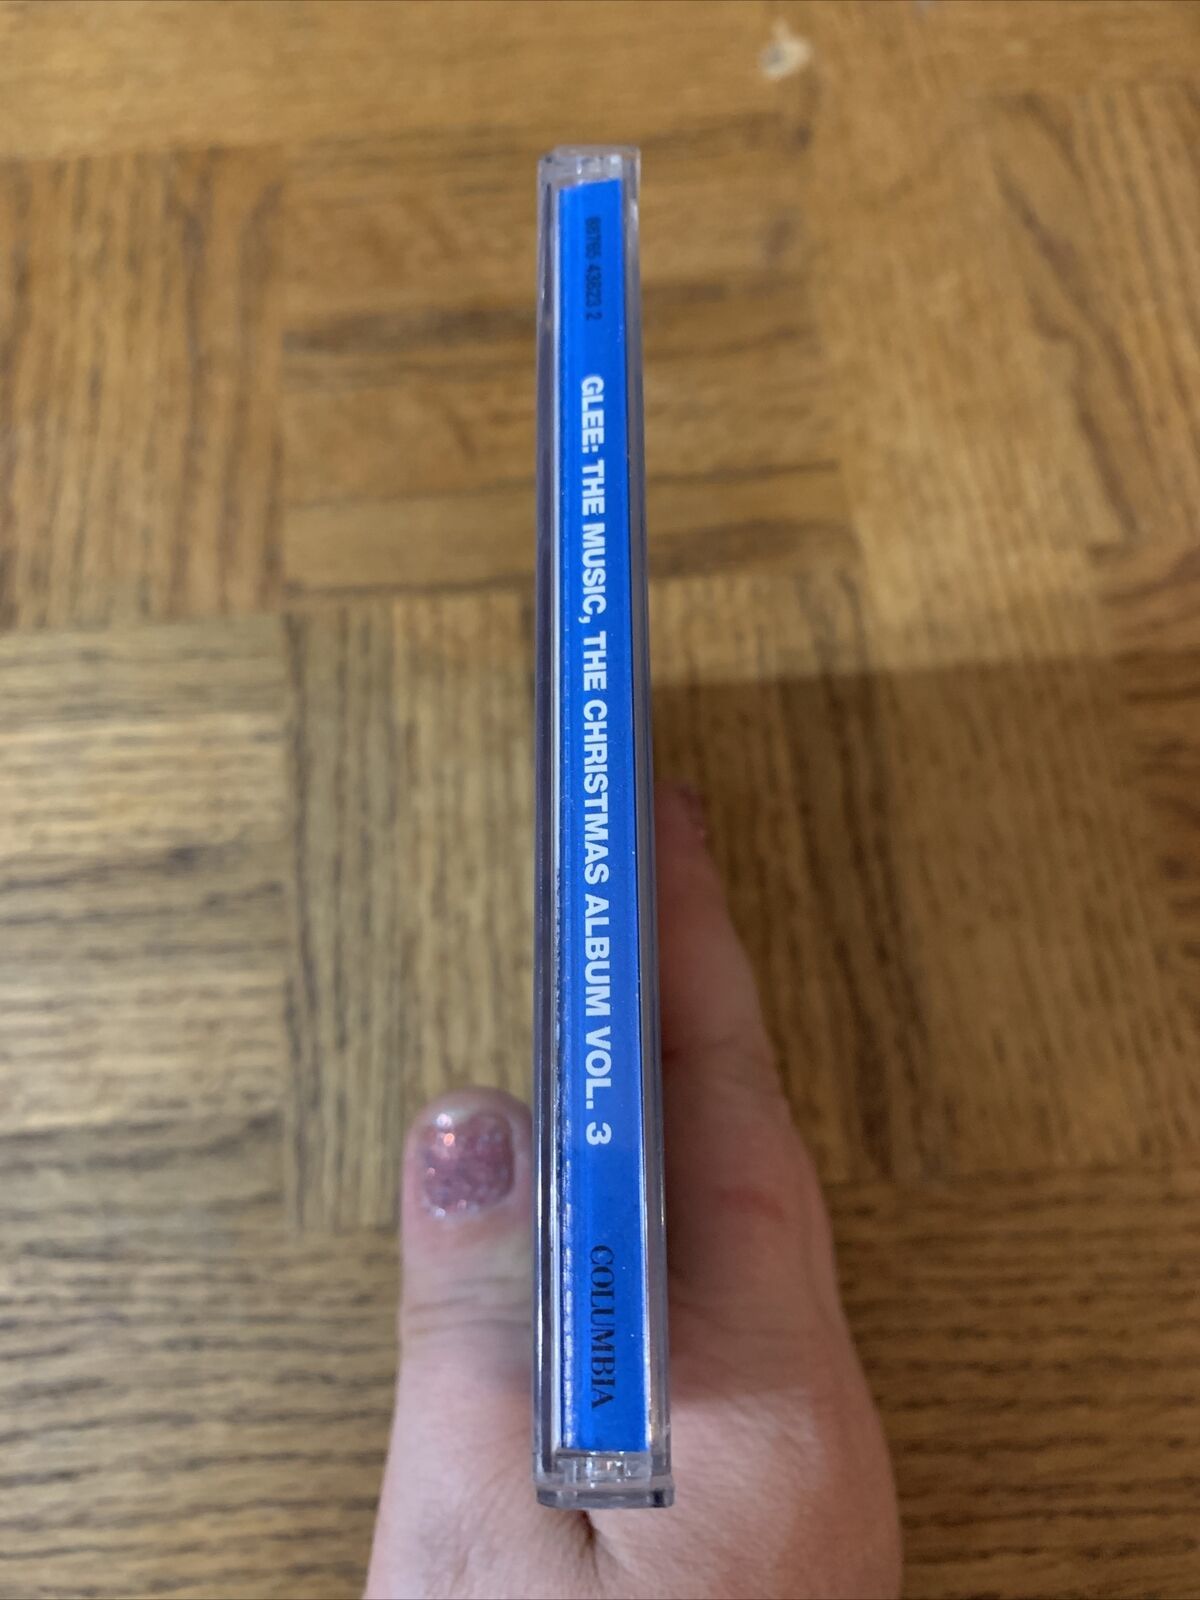 88765 43823 2
GLEE: THE MUSIC, THE CHRISTMAS ALBUM VOL. 3
COLUMBIA